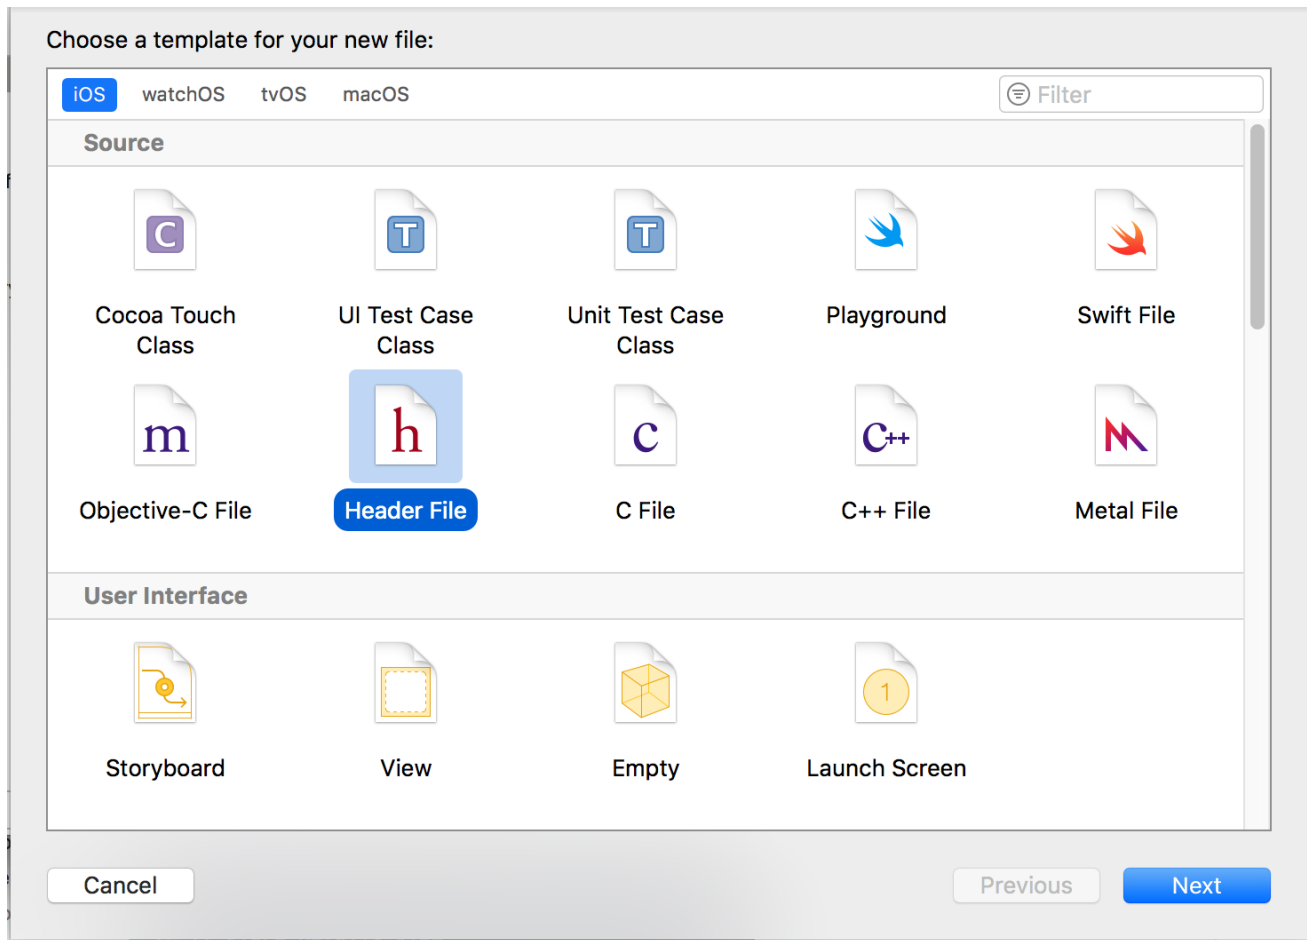 Choose a template for your new file:
iOS watchOS tvOS macOS Filter
Source
C T T
Cocoa Touch Class
UI Test Case Class
Unit Test Case Class
Playground
Swift File
m h c C++
Objective-C File Header File C File C++ File Metal File
User Interface
1
Storyboard View Empty Launch Screen
Cancel Previous Next